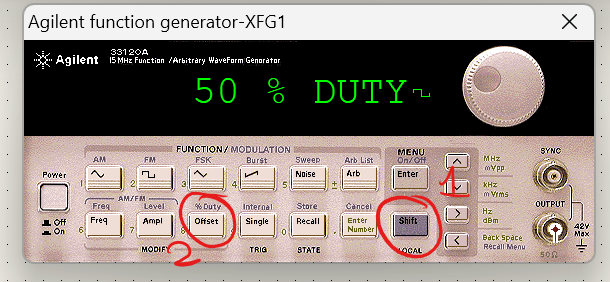 Agilent function generator-XFG1
33120A
Agilent 15 MHz Function /Arbitrary WaveForm Generator
50 % DUTY
FUNCTION/ MODULATION MENU
AM FM FSK Burst Sweep Arb List On/Off
Power
1 2 3 4 5 ± Noise Arb Enter
MHz
mVpp
SYNC
1
kHz
mVrms
AM/FM
Freq Level % Duty Internal Store Cancel
Off
On
6 Freq 7 Ampl 8 Offset 9 Single 0 Recall . Enter Number Shift
Hz
dBm
OUTPUT
2
MODIFY TRIG STATE LOCAL
Back Space
Recall Menu
42V
Max
50Ω